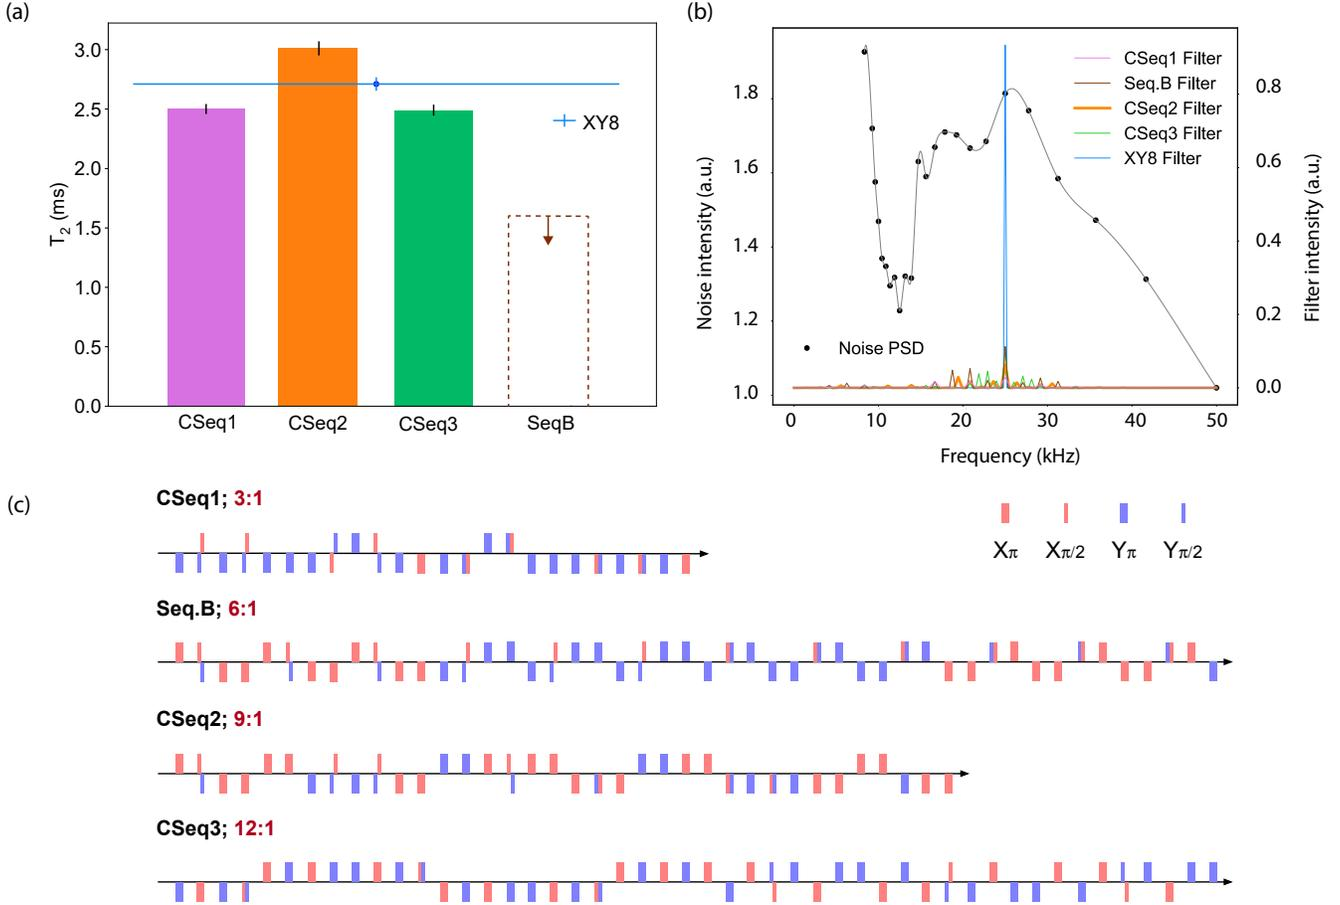 (a)
3.0
2.5
2.0
1.5
1.0
0.5
0.0
T2 (ms)
XY8
CSeq1
CSeq2
CSeq3
SeqB
(b)
CSeq1 Filter
Seq.B Filter
CSeq2 Filter
CSeq3 Filter
XY8 Filter
Noise PSD
1.8
1.6
1.4
1.2
1.0
Noise intensity (a.u.)
0.8
0.6
0.4
0.2
0.0
Filter intensity (a.u.)
0 10 20 30 40 50
Frequency (kHz)
(c)
CSeq1; 3:1
Xπ Xπ/2 Yπ Yπ/2
Seq.B; 6:1
CSeq2; 9:1
CSeq3; 12:1